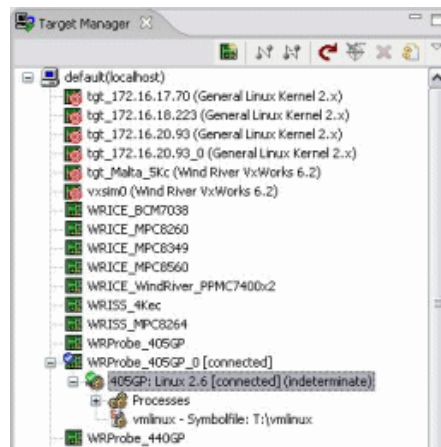 Target Manager
default(localhost)
tgt_172.16.17.70 (General Linux Kernel 2.x)
tgt_172.16.18.223 (General Linux Kernel 2.x)
tgt_172.16.20.93 (General Linux Kernel 2.x)
tgt_172.16.20.93_0 (General Linux Kernel 2.x)
tgt_Malta_5Kc (Wind River VxWorks 6.2)
vxsim0 (Wind River VxWorks 6.2)
WRICE_BCM7038
WRICE_MPC8260
WRICE_MPC8349
WRICE_MPC8560
WRICE_WindRiver_PPMC7400x2
WRISS_4Kec
WRISS_MPC8264
WRProbe_405GP
WRProbe_405GP_0 [connected]
405GP: Linux 2.6 [connected] (indeterminate)
Processes
vmlinux - Symbolfile: T:\vmlinux
WRProbe_440GP